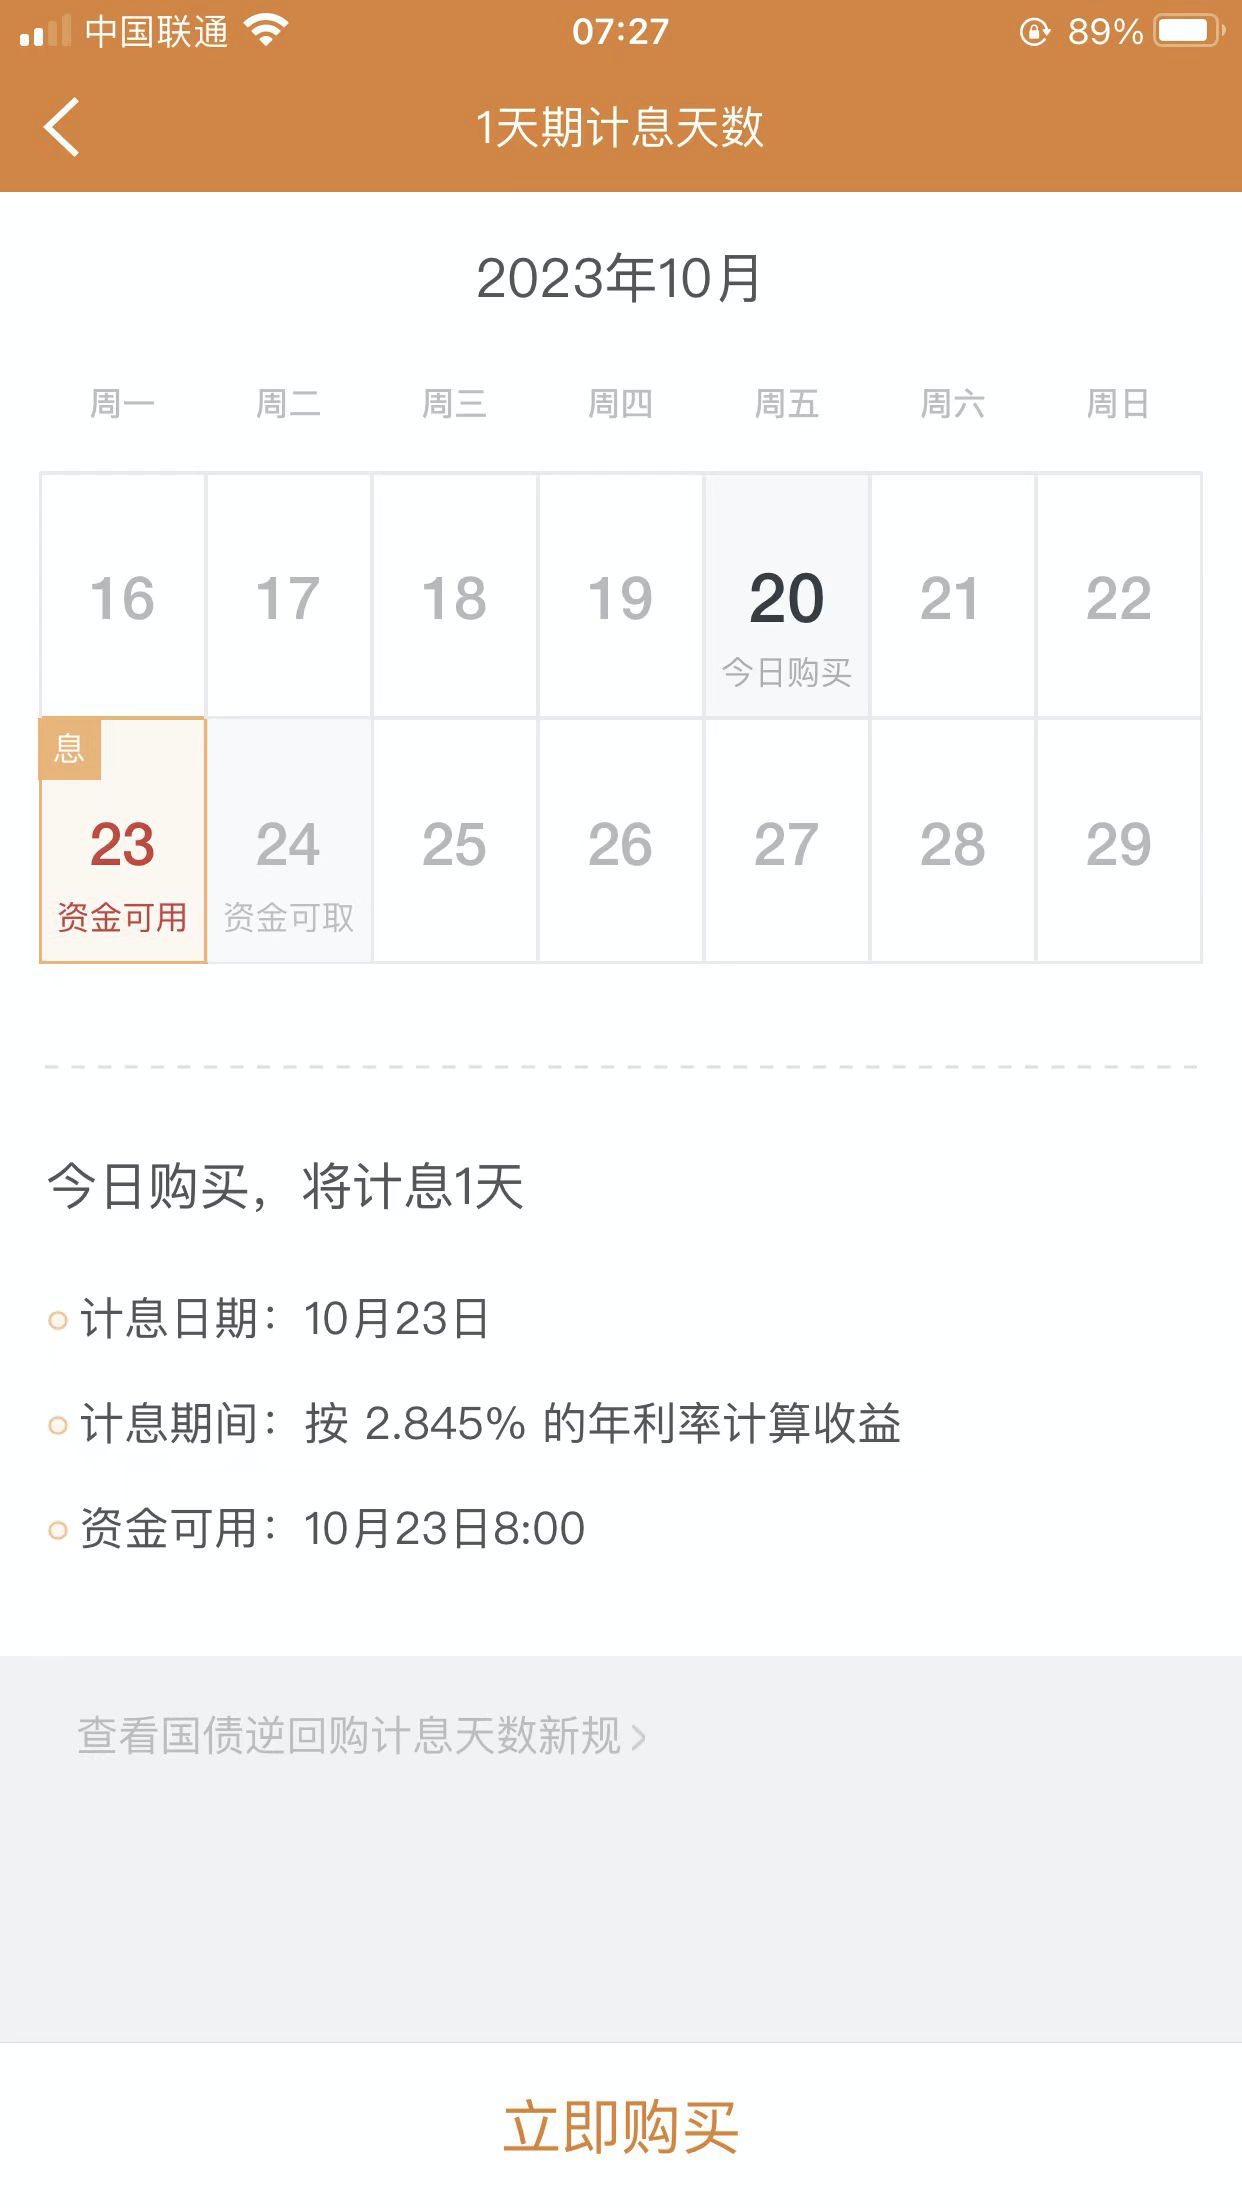 中国联通 07:27 89%
1天期计息天数
2023年10月
周一 周二 周三 周四 周五 周六 周日
16 17 18 19 20 21 22
今日购买
息
23 24 25 26 27 28 29
资金可用 资金可取
今日购买，将计息1天
计息日期：10月23日
计息期间：按 2.845% 的年利率计算收益
资金可用：10月23日8:00
查看国债逆回购计息天数新规 >
立即购买